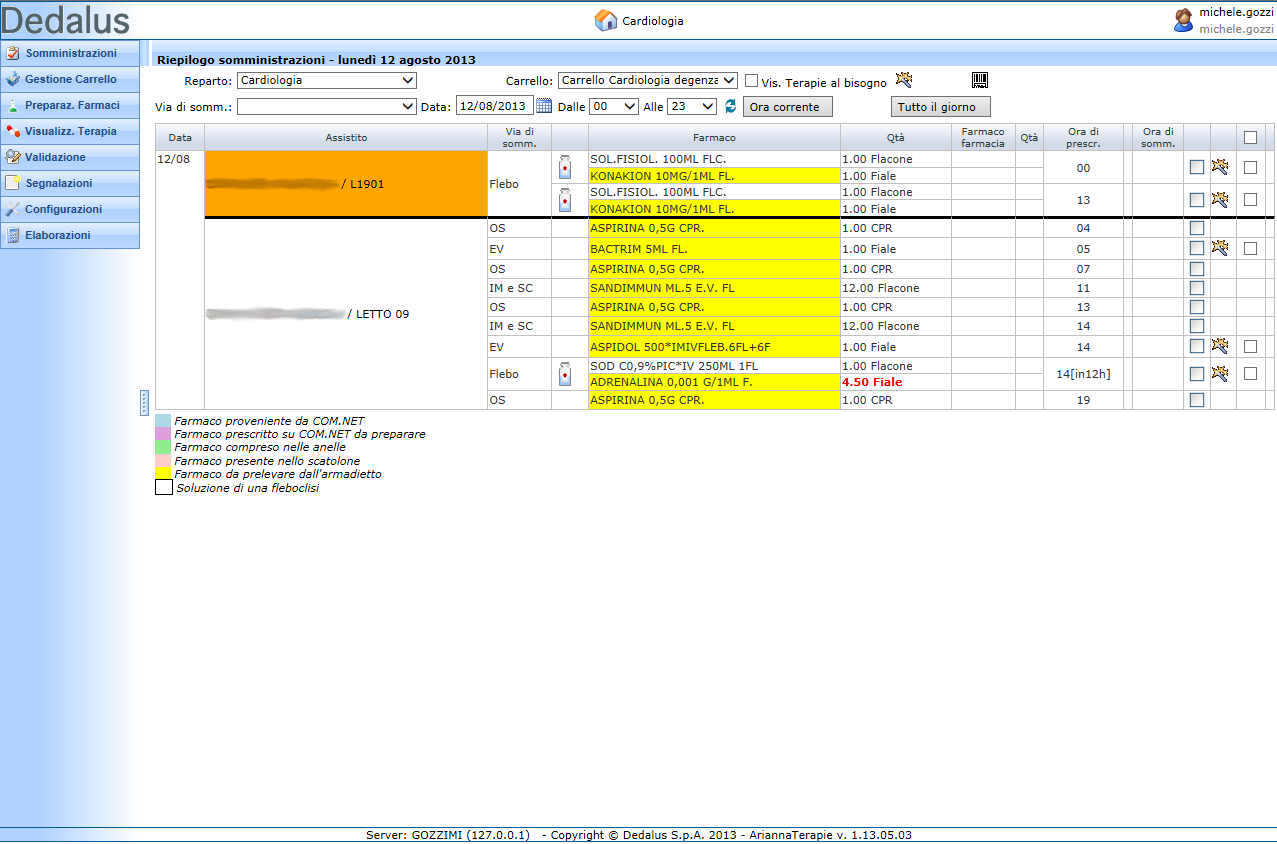 Dedalus
Cardiologia
michele.gozzi
michele.gozzi
Somministrazioni
Gestione Carrello
Preparaz. Farmaci
Visualizz. Terapia
Validazione
Segnalazioni
Configurazioni
Elaborazioni
Riepilogo somministrazioni - lunedì 12 agosto 2013
Reparto: Cardiologia Carrello: Carrello Cardiologia degenza Vis. Terapie al bisogno
Via di somm.: Data: 12/08/2013 Dalle 00 Alle 23 Ora corrente Tutto il giorno
Data Assistito Via di somm. Farmaco Qtà Farmaco farmacia Qtà Ora di prescr. Ora di somm.
12/08 / L1901 Flebo SOL.FISIOL. 100ML FLC. 1.00 Flacone 00
KONAKION 10MG/1ML FL. 1.00 Fiale
SOL.FISIOL. 100ML FLC. 1.00 Flacone 13
KONAKION 10MG/1ML FL. 1.00 Fiale
/ LETTO 09
OS ASPIRINA 0,5G CPR. 1.00 CPR 04
EV BACTRIM 5ML FL. 1.00 Fiale 05
OS ASPIRINA 0,5G CPR. 1.00 CPR 07
IM e SC SANDIMMUN ML.5 E.V. FL 12.00 Flacone 11
OS ASPIRINA 0,5G CPR. 1.00 CPR 13
IM e SC SANDIMMUN ML.5 E.V. FL 12.00 Flacone 14
EV ASPIDOL 500*IMIVFLEB.6FL+6F 1.00 Fiale 14
Flebo SOD C0,9%PIC*IV 250ML 1FL 1.00 Flacone 14[in12h]
ADRENALINA 0,001 G/1ML F. 4.50 Fiale
OS ASPIRINA 0,5G CPR. 1.00 CPR 19
Farmaco proveniente da COM.NET
Farmaco prescritto su COM.NET da preparare
Farmaco compreso nelle anelle
Farmaco presente nello scatolone
Farmaco da prelevare dall'armadietto
Soluzione di una fleboclisi
Server: GOZZIMI (127.0.0.1) - Copyright © Dedalus S.p.A. 2013 - AriannaTerapie v. 1.13.05.03